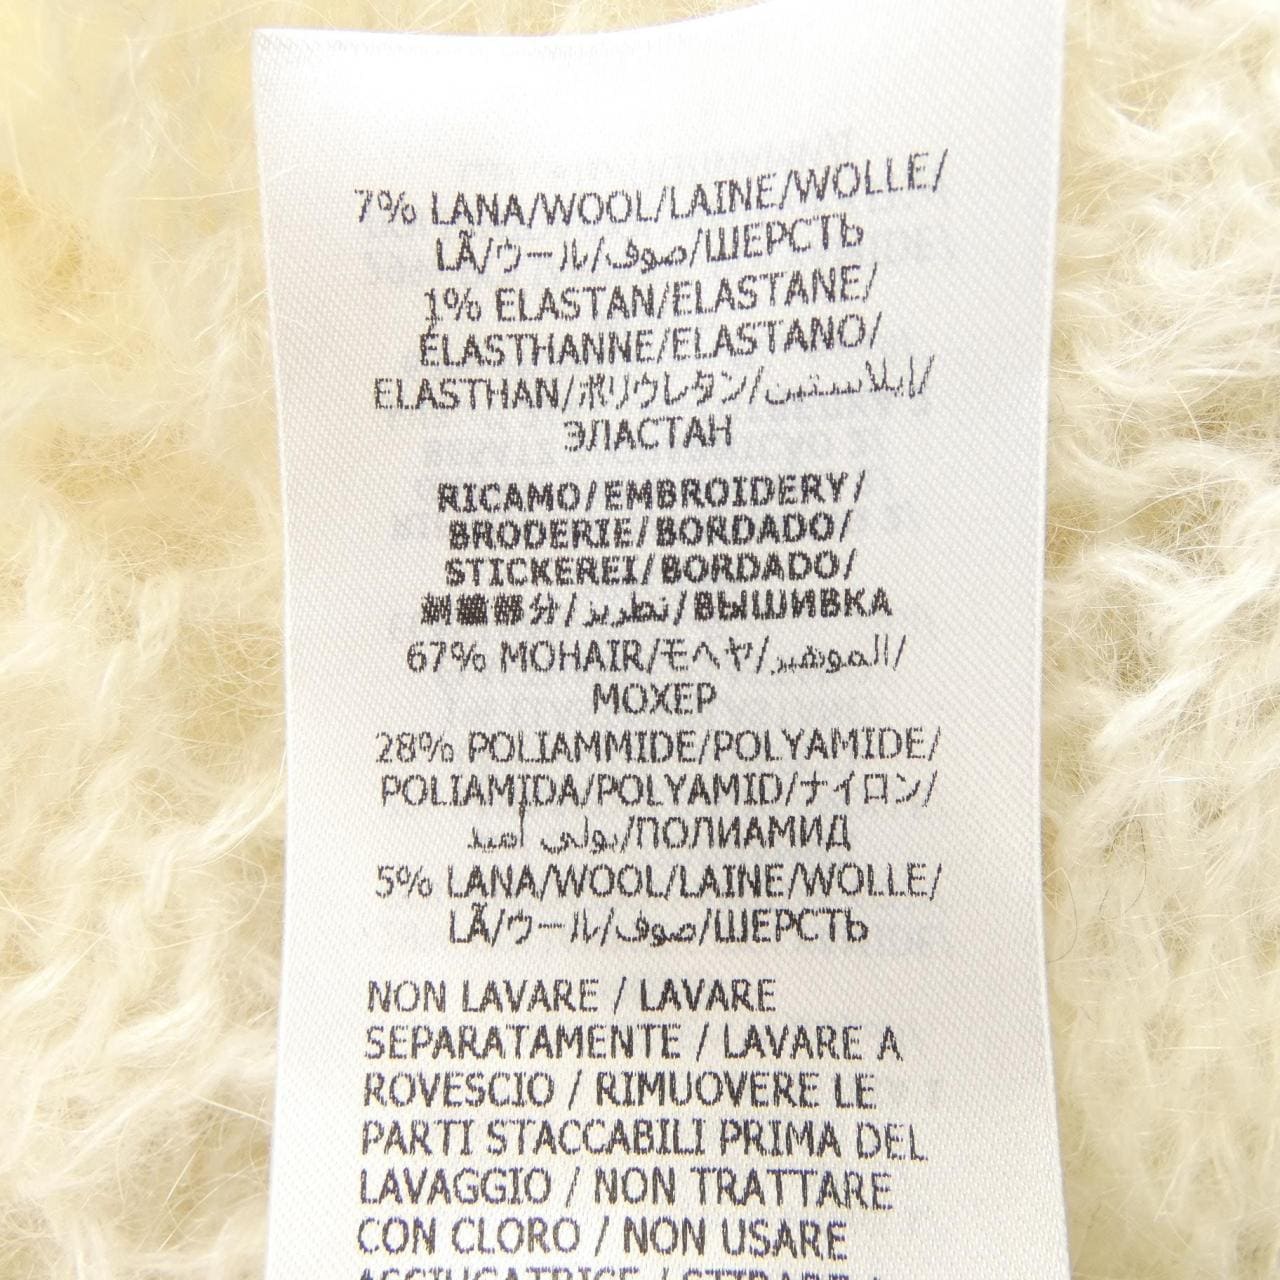 7% LANA/WOOL/LAINE/WOLLE/
LÃ/ウール/صوف/ШЕРСТЬ
1% ELASTAN/ELASTANE/
ÉLASTHANNE/ELASTANO/
ELASTHAN/ポリウレタン/إيلاستين/
ЭЛАСТАН
RICAMO/EMBROIDERY/
BRODERIE/BORDADO/
STICKEREI/BORDADO/
刺繍部分/تطريز/ВЫШИВКА
67% MOHAIR/モヘヤ/الموهير/
МОХЕР
28% POLIAMMIDE/POLYAMIDE/
POLIAMIDA/POLYAMID/ナイロン/
بولي أميد/ПОЛИАМИД
5% LANA/WOOL/LAINE/WOLLE/
LÃ/ウール/صوف/ШЕРСТЬ
NON LAVARE / LAVARE
SEPARATAMENTE / LAVARE A
ROVESCIO / RIMUOVERE LE
PARTI STACCABILI PRIMA DEL
LAVAGGIO / NON TRATTARE
CON CLORO / NON USARE